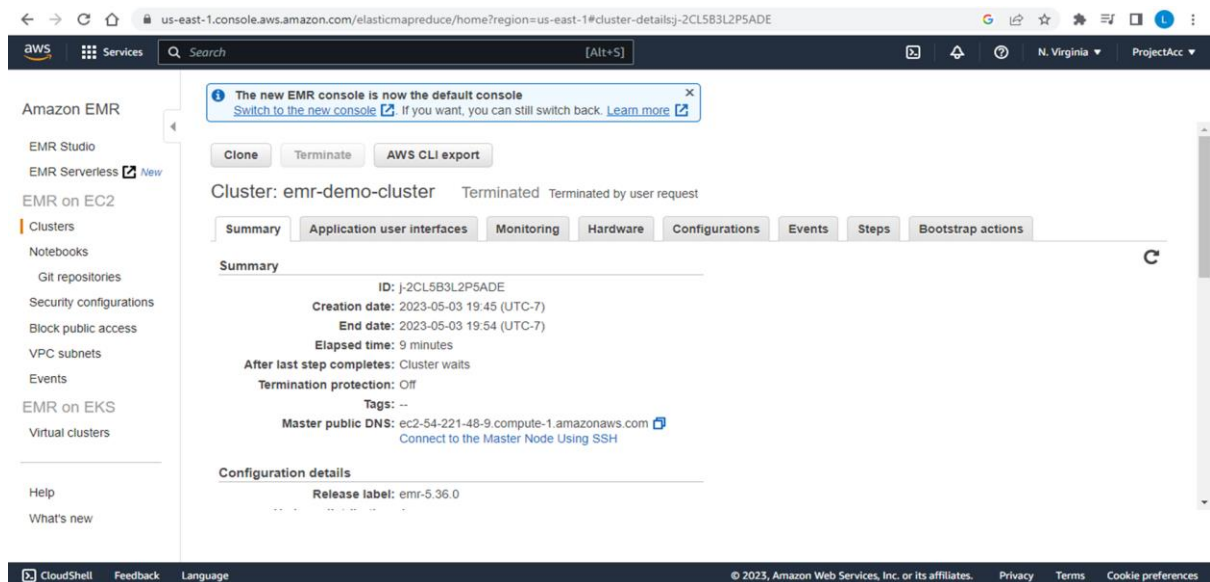 us-east-1.console.aws.amazon.com/elasticmapreduce/home?region=us-east-1#cluster-details:j-2CL5B3L2P5ADE
G
L
aws Services Search [Alt+S] N. Virginia ProjectAcc
Amazon EMR
EMR Studio
EMR Serverless New
EMR on EC2
Clusters
Notebooks
Git repositories
Security configurations
Block public access
VPC subnets
Events
EMR on EKS
Virtual clusters
Help
What's new
The new EMR console is now the default console
Switch to the new console. If you want, you can still switch back. Learn more
Clone Terminate AWS CLI export
Cluster: emr-demo-cluster Terminated Terminated by user request
Summary Application user interfaces Monitoring Hardware Configurations Events Steps Bootstrap actions
Summary
ID: j-2CL5B3L2P5ADE
Creation date: 2023-05-03 19:45 (UTC-7)
End date: 2023-05-03 19:54 (UTC-7)
Elapsed time: 9 minutes
After last step completes: Cluster waits
Termination protection: Off
Tags: --
Master public DNS: ec2-54-221-48-9.compute-1.amazonaws.com
Connect to the Master Node Using SSH
Configuration details
Release label: emr-5.36.0
CloudShell Feedback Language © 2023, Amazon Web Services, Inc. or its affiliates. Privacy Terms Cookie preferences